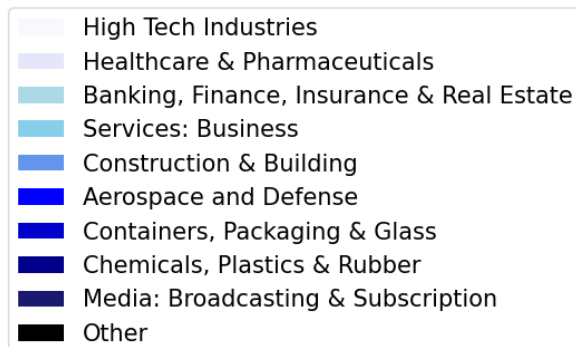 High Tech Industries
Healthcare & Pharmaceuticals
Banking, Finance, Insurance & Real Estate
Services: Business
Construction & Building
Aerospace and Defense
Containers, Packaging & Glass
Chemicals, Plastics & Rubber
Media: Broadcasting & Subscription
Other